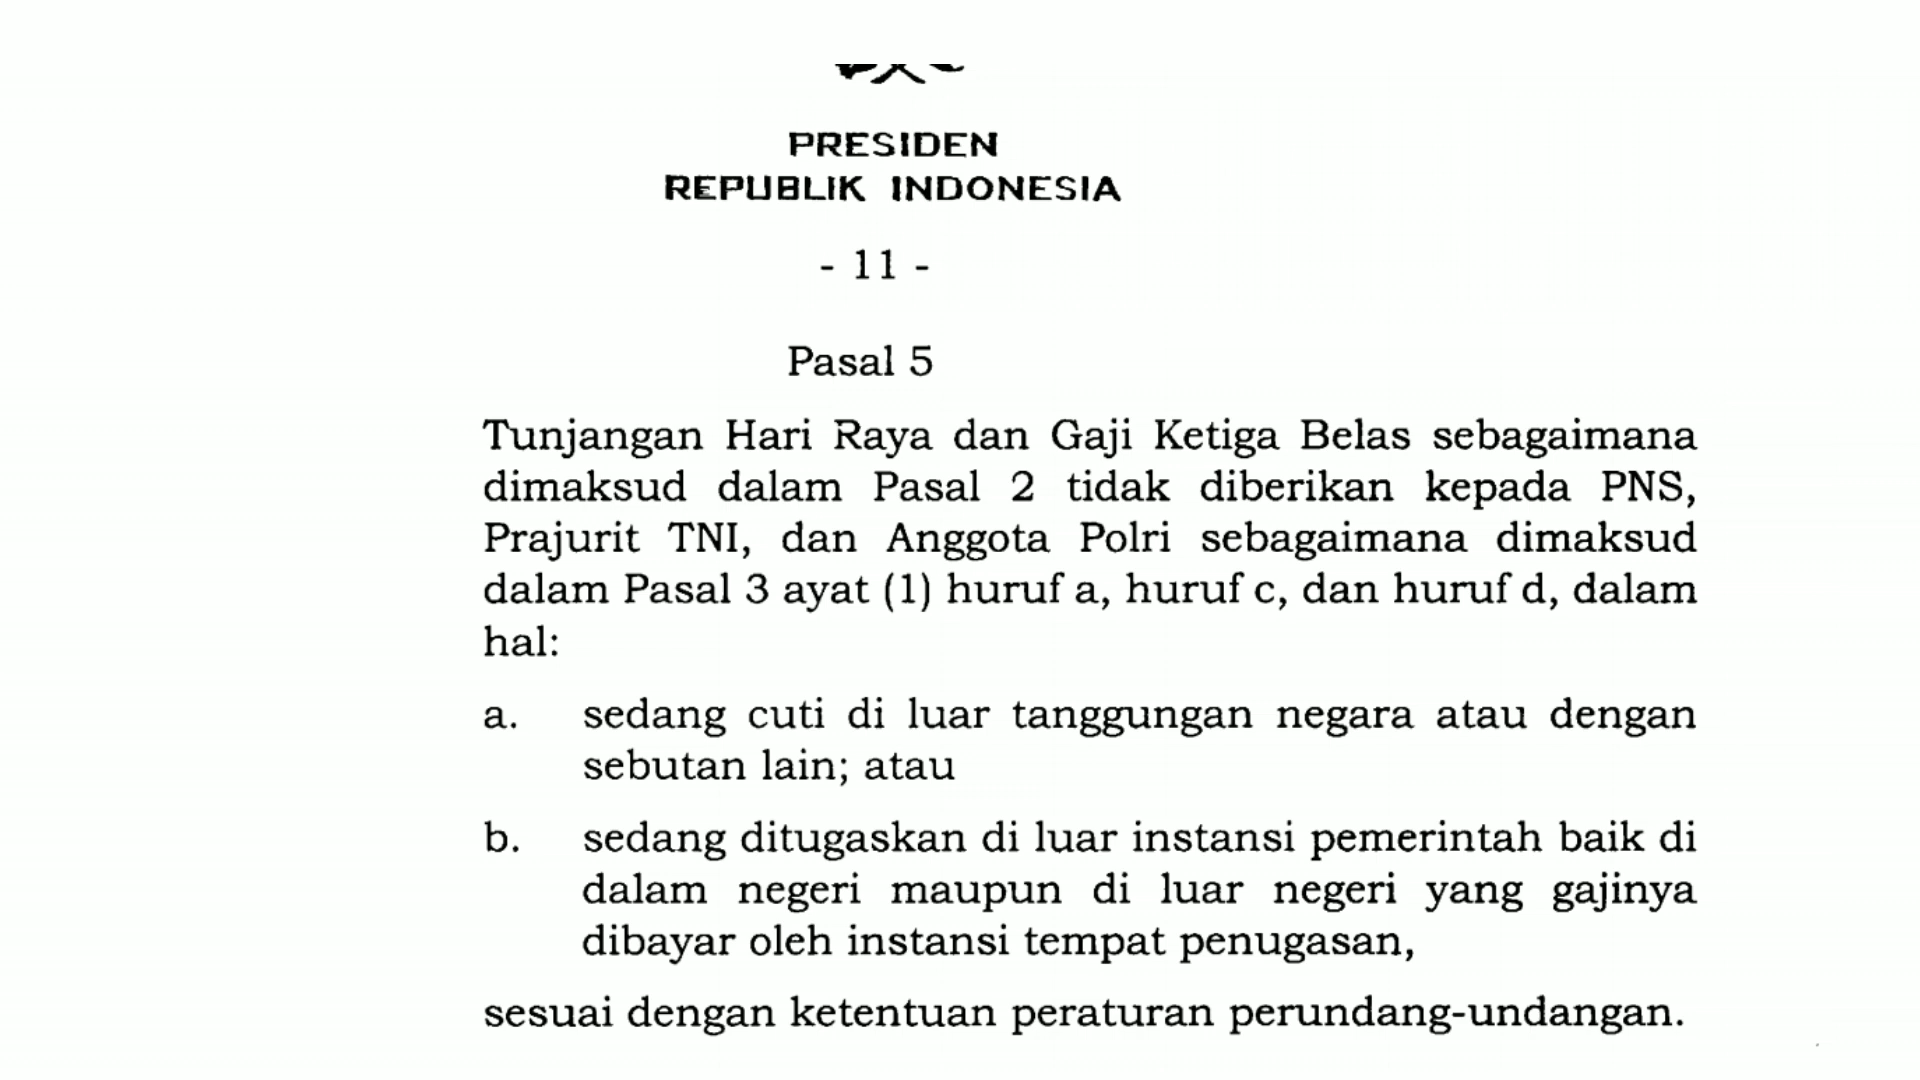 PRESIDEN
REPUBLIK INDONESIA
- 11 -
Pasal 5
Tunjangan Hari Raya dan Gaji Ketiga Belas sebagaimana
dimaksud dalam Pasal 2 tidak diberikan kepada PNS,
Prajurit TNI, dan Anggota Polri sebagaimana dimaksud
dalam Pasal 3 ayat (1) huruf a, huruf c, dan huruf d, dalam
hal:
a. sedang cuti di luar tanggungan negara atau dengan
sebutan lain; atau
b. sedang ditugaskan di luar instansi pemerintah baik di
dalam negeri maupun di luar negeri yang gajinya
dibayar oleh instansi tempat penugasan,
sesuai dengan ketentuan peraturan perundang-undangan.